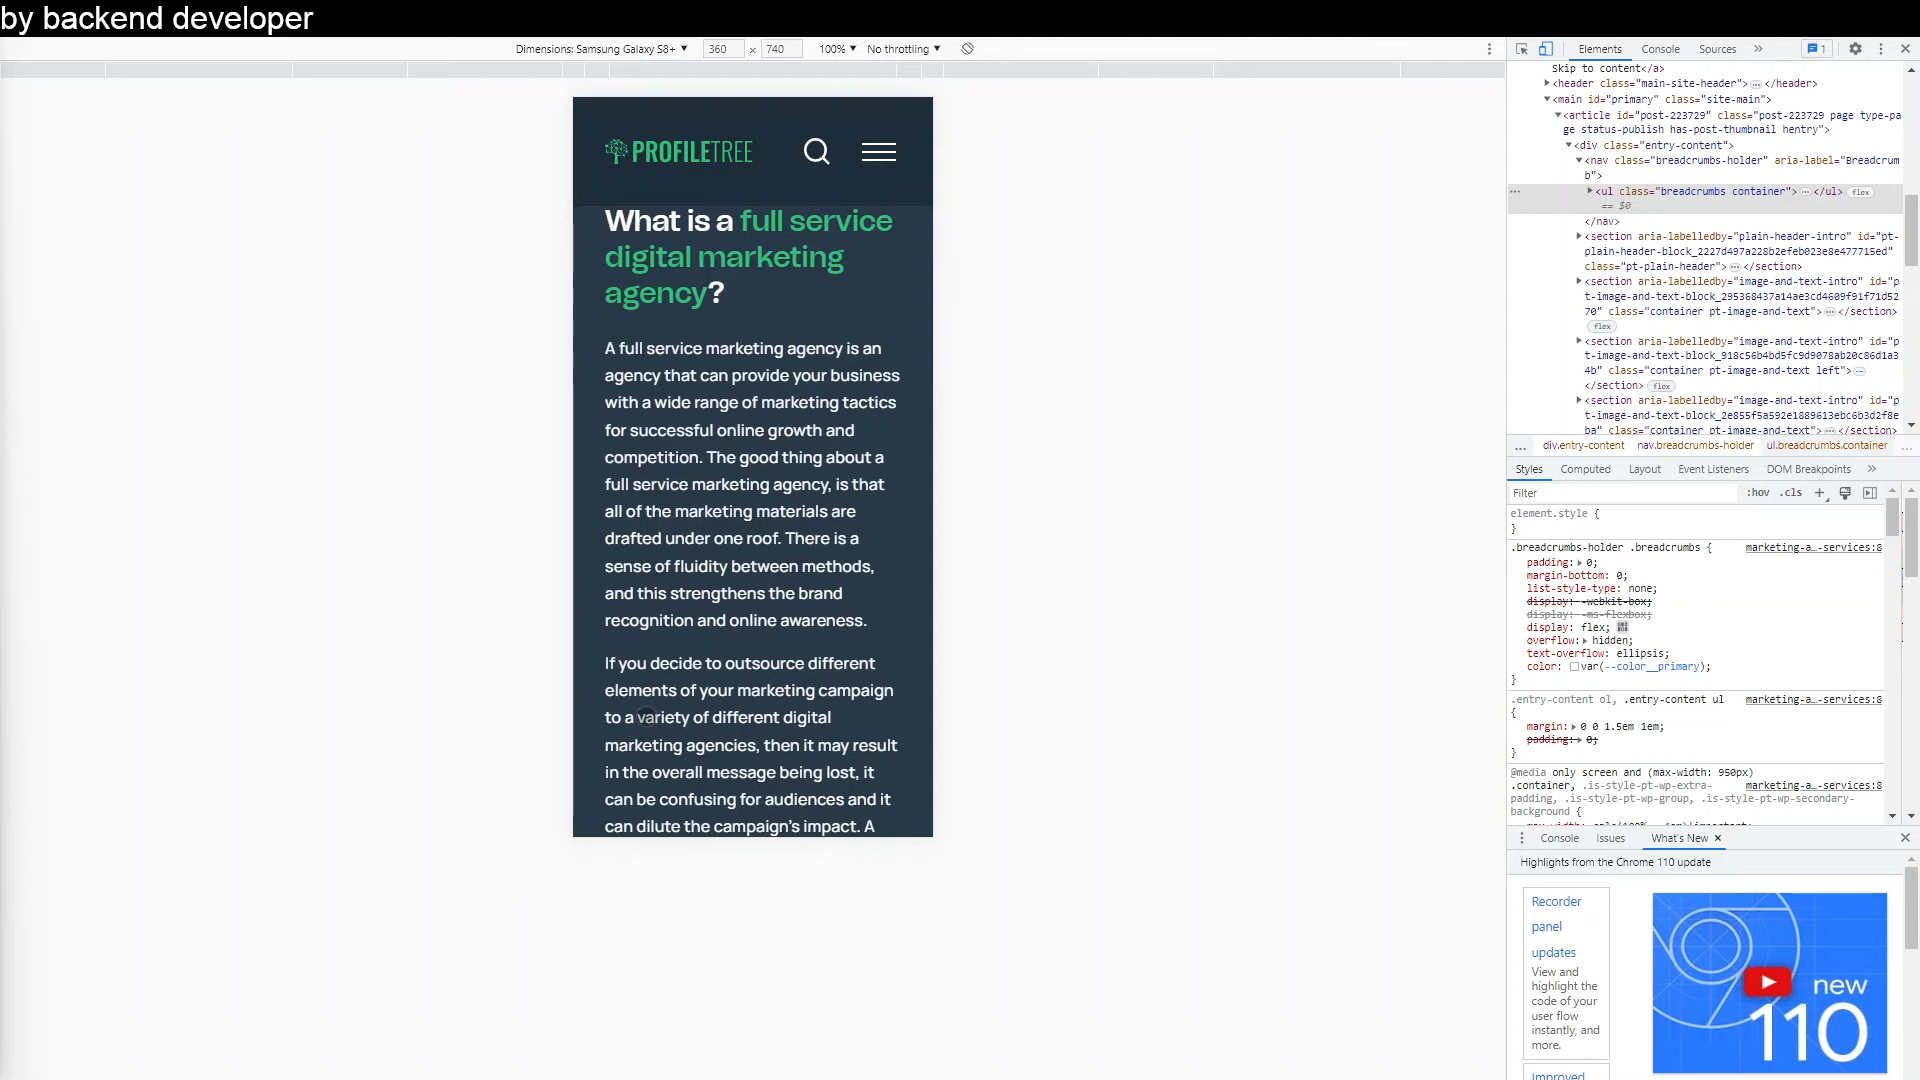 by backend developer
Dimensions: Samsung Galaxy S8+ ▼ 360 × 740 100% ▼ No throttling ▼
Elements Console Sources » 1
Skip to content</a>
▶<header class="main-site-header"> … </header>
▼<main id="primary" class="site-main">
▼<article id="post-223729" class="post-223729 page type-pa
ge status-publish has-post-thumbnail hentry">
▼<div class="entry-content">
▼<nav class="breadcrumbs-holder" aria-label="Breadcrum
b">
… ▶<ul class="breadcrumbs container"> … </ul> flex
== $0
</nav>
▶<section aria-labelledby="plain-header-intro" id="pt-
plain-header-block_2227d497a228b2efeb023e8e477715ed"
class="pt-plain-header"> … </section>
▶<section aria-labelledby="image-and-text-intro" id="p
t-image-and-text-block_295368437a14ae3cd4609f91f71d52
70" class="container pt-image-and-text"> … </section>
flex
▶<section aria-labelledby="image-and-text-intro" id="p
t-image-and-text-block_918c56b4bd5fc9d9078ab20c86d1a3
4b" class="container pt-image-and-text left"> …
</section> flex
▶<section aria-labelledby="image-and-text-intro" id="p
t-image-and-text-block_2e855f5a592e1889613ebc6b3d2f8e
ba" class="container pt-image-and-text"> … </section>
… div.entry-content nav.breadcrumbs-holder ul.breadcrumbs.container …
Styles Computed Layout Event Listeners DOM Breakpoints »
Filter :hov .cls +
element.style {
}
.breadcrumbs-holder .breadcrumbs { marketing-a…-services:8
padding: ▶ 0;
margin-bottom: 0;
list-style-type: none;
display: -webkit-box;
display: -ms-flexbox;
display: flex;
overflow: ▶ hidden;
text-overflow: ellipsis;
color: var(--color__primary);
}
.entry-content ol, .entry-content ul marketing-a…-services:8
{
margin: ▶ 0 0 1.5em 1em;
padding: ▶ 0;
}
@media only screen and (max-width: 950px)
.container, .is-style-pt-wp-extra- marketing-a…-services:8
padding, .is-style-pt-wp-group, .is-style-pt-wp-secondary-
background {
Console Issues What's New ×
Highlights from the Chrome 110 update
Recorder
panel
updates
View and
highlight the
code of your
user flow
instantly, and
more.
Improved
new
110
PROFILETREE
What is a full service
digital marketing
agency?
A full service marketing agency is an
agency that can provide your business
with a wide range of marketing tactics
for successful online growth and
competition. The good thing about a
full service marketing agency, is that
all of the marketing materials are
drafted under one roof. There is a
sense of fluidity between methods,
and this strengthens the brand
recognition and online awareness.
If you decide to outsource different
elements of your marketing campaign
to a variety of different digital
marketing agencies, then it may result
in the overall message being lost, it
can be confusing for audiences and it
can dilute the campaign's impact. A